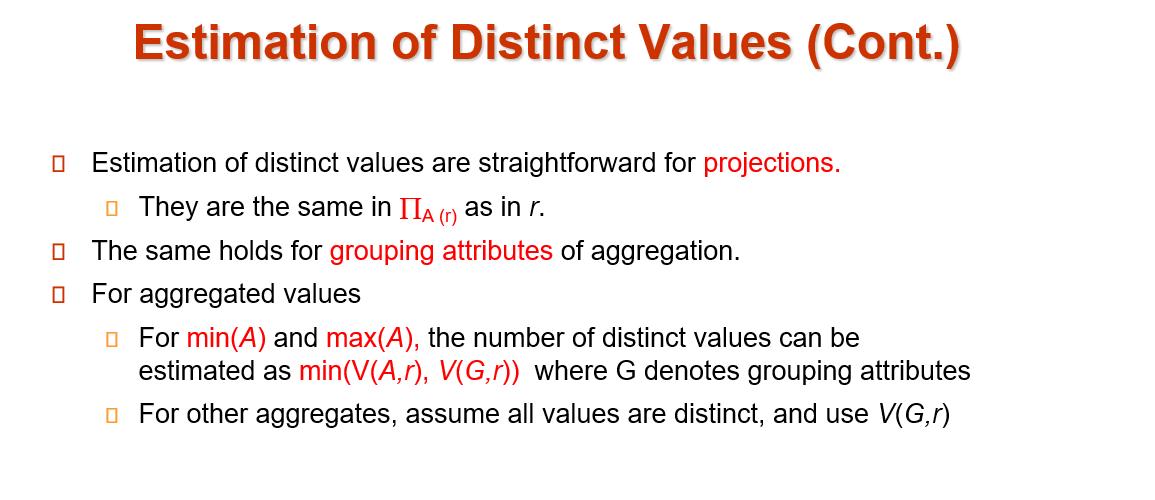 Estimation of Distinct Values (Cont.)
Estimation of distinct values are straightforward for projections.
They are the same in ∏A (r) as in r.
The same holds for grouping attributes of aggregation.
For aggregated values
For min(A) and max(A), the number of distinct values can be
estimated as min(V(A,r), V(G,r)) where G denotes grouping attributes
For other aggregates, assume all values are distinct, and use V(G,r)